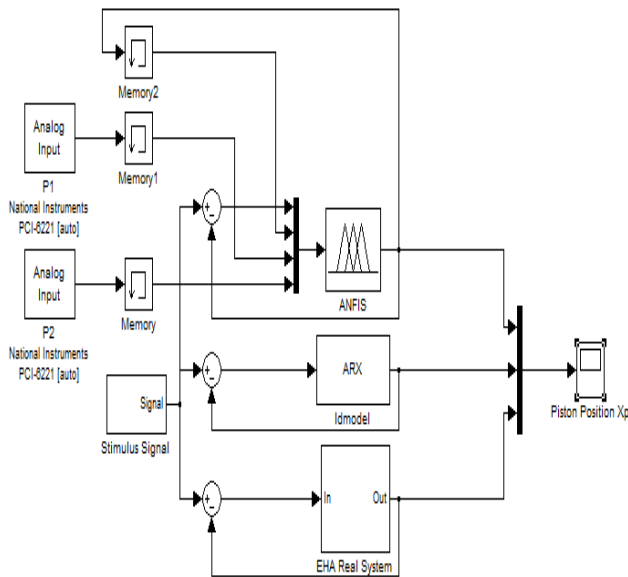 Memory2
Analog
Input
P1
National Instruments
PCI-6221 [auto]
Memory1
Analog
Input
P2
National Instruments
PCI-6221 [auto]
Memory
ANFIS
Signal
Stimulus Signal
ARX
Idmodel
In
Out
EHA Real System
Piston Position Xp